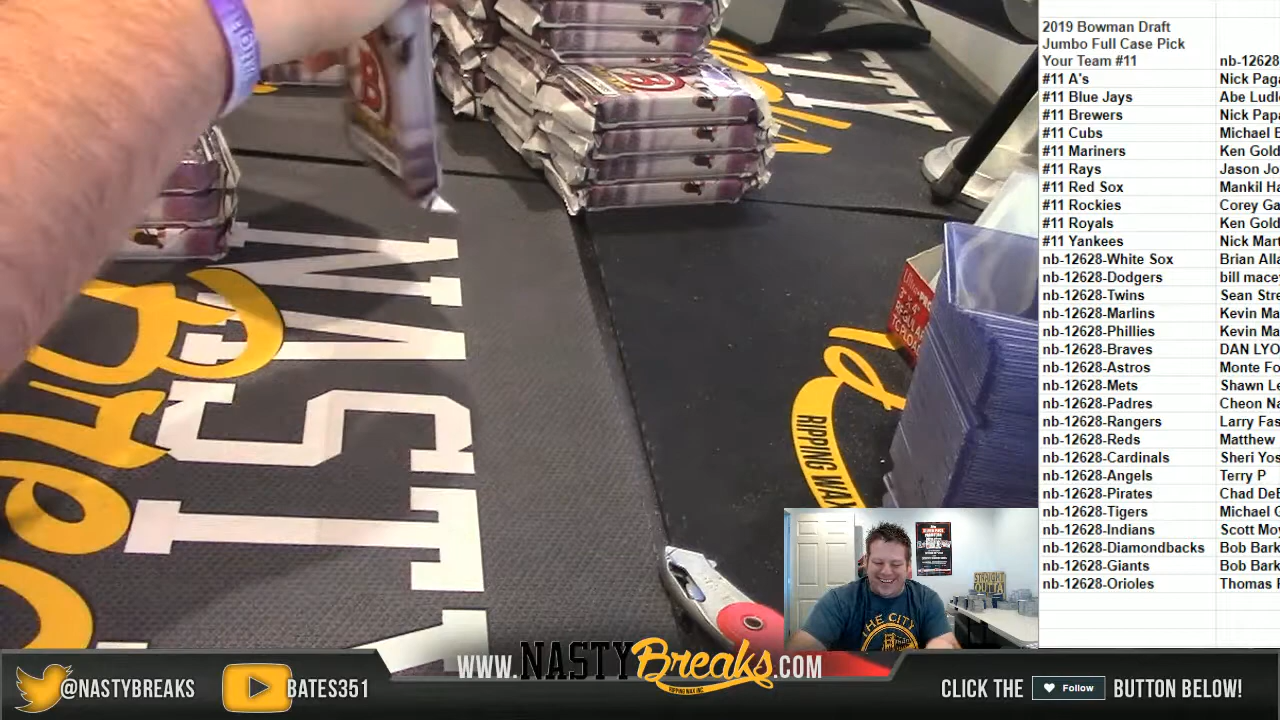 2019 Bowman Draft
Jumbo Full Case Pick
Your Team #11 nb-12628
#11 A's Nick Paga
#11 Blue Jays Abe Ludl
#11 Brewers Nick Papa
#11 Cubs Michael E
#11 Mariners Ken Gold
#11 Rays Jason Jo
#11 Red Sox Mankil Ha
#11 Rockies Corey Ga
#11 Royals Ken Gold
#11 Yankees Nick Mart
nb-12628-White Sox Brian Alla
nb-12628-Dodgers bill mace
nb-12628-Twins Sean Stre
nb-12628-Marlins Kevin Ma
nb-12628-Phillies Kevin Ma
nb-12628-Braves DAN LYO
nb-12628-Astros Monte Fo
nb-12628-Mets Shawn Le
nb-12628-Padres Cheon Na
nb-12628-Rangers Larry Fas
nb-12628-Reds Matthew
nb-12628-Cardinals Sheri Yos
nb-12628-Angels Terry P
nb-12628-Pirates Chad DeB
nb-12628-Tigers Michael G
nb-12628-Indians Scott Moy
nb-12628-Diamondbacks Bob Bark
nb-12628-Giants Bob Bark
nb-12628-Orioles Thomas F
NASTY
Brea
RIPPING WAX
B
THE CITY
STRAIGHT
OUTTA
@NASTYBREAKS
BATES351
WWW.NASTYBreaks.COM
RIPPING WAX INC
CLICK THE Follow BUTTON BELOW!